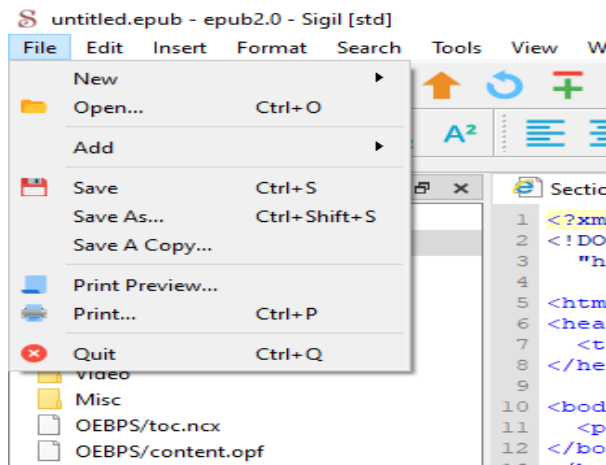 untitled.epub - epub2.0 - Sigil [std]
File Edit Insert Format Search Tools View W
New
Open... Ctrl+O
Add
Save Ctrl+S
Save As... Ctrl+Shift+S
Save A Copy...
Print Preview...
Print... Ctrl+P
Quit Ctrl+Q
Video
Misc
OEBPS/toc.ncx
OEBPS/content.opf
A²
Sectio
1 <?xm
2 <!DO
3 "h
4
5 <htm
6 <hea
7 <t
8 </he
9
10 <bod
11 <p
12 </bo